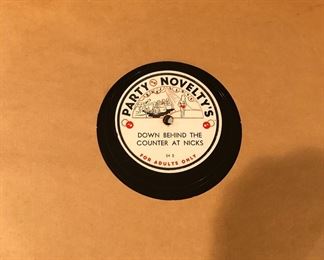 PARTY NOVELTY'S
DOWN BEHIND THE
COUNTER AT NICKS
FOR ADULTS ONLY